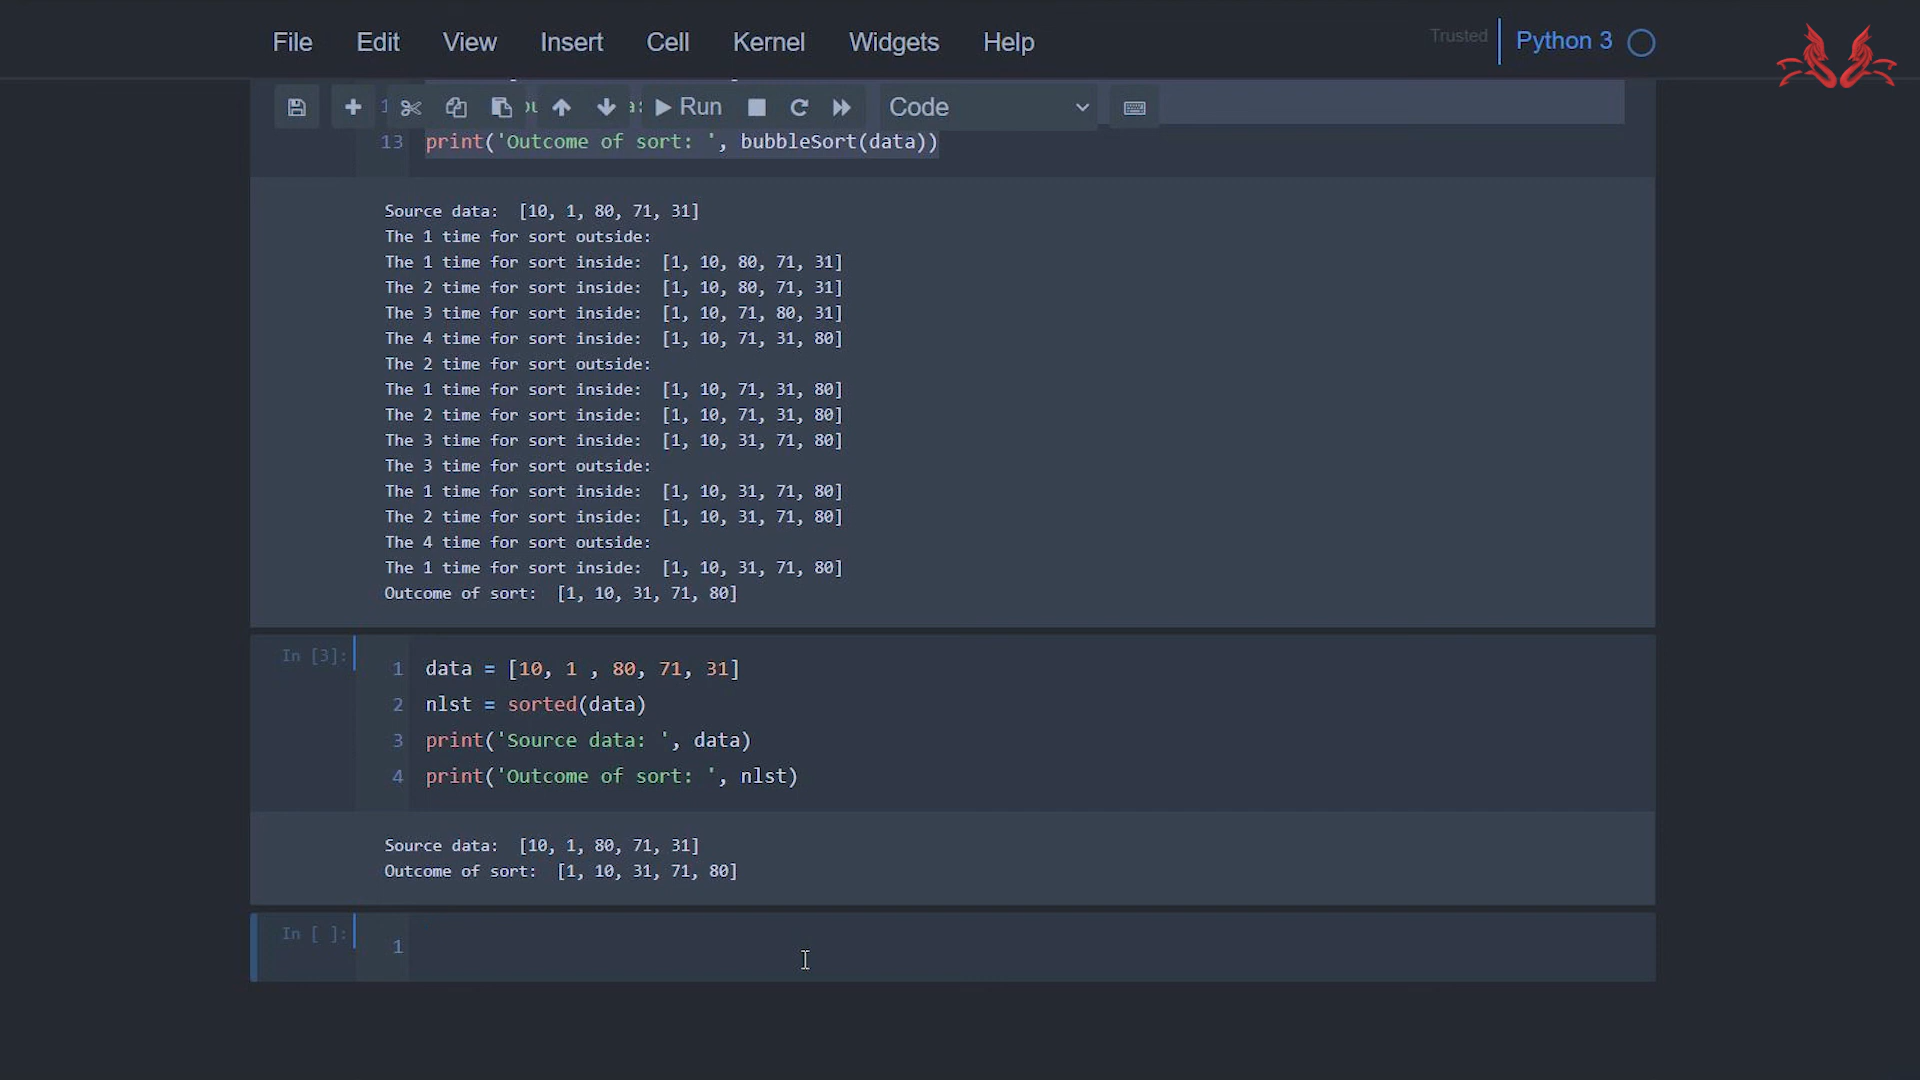 File Edit View Insert Cell Kernel Widgets Help Trusted Python 3
Run Code
13 print('Outcome of sort: ', bubbleSort(data))
Source data:  [10, 1, 80, 71, 31]
The 1 time for sort outside:
The 1 time for sort inside:  [1, 10, 80, 71, 31]
The 2 time for sort inside:  [1, 10, 80, 71, 31]
The 3 time for sort inside:  [1, 10, 71, 80, 31]
The 4 time for sort inside:  [1, 10, 71, 31, 80]
The 2 time for sort outside:
The 1 time for sort inside:  [1, 10, 71, 31, 80]
The 2 time for sort inside:  [1, 10, 71, 31, 80]
The 3 time for sort inside:  [1, 10, 31, 71, 80]
The 3 time for sort outside:
The 1 time for sort inside:  [1, 10, 31, 71, 80]
The 2 time for sort inside:  [1, 10, 31, 71, 80]
The 4 time for sort outside:
The 1 time for sort inside:  [1, 10, 31, 71, 80]
Outcome of sort:  [1, 10, 31, 71, 80]
In [3]:
1 data = [10, 1 , 80, 71, 31]
2 nlst = sorted(data)
3 print('Source data: ', data)
4 print('Outcome of sort: ', nlst)
Source data:  [10, 1, 80, 71, 31]
Outcome of sort:  [1, 10, 31, 71, 80]
In [ ]:
1